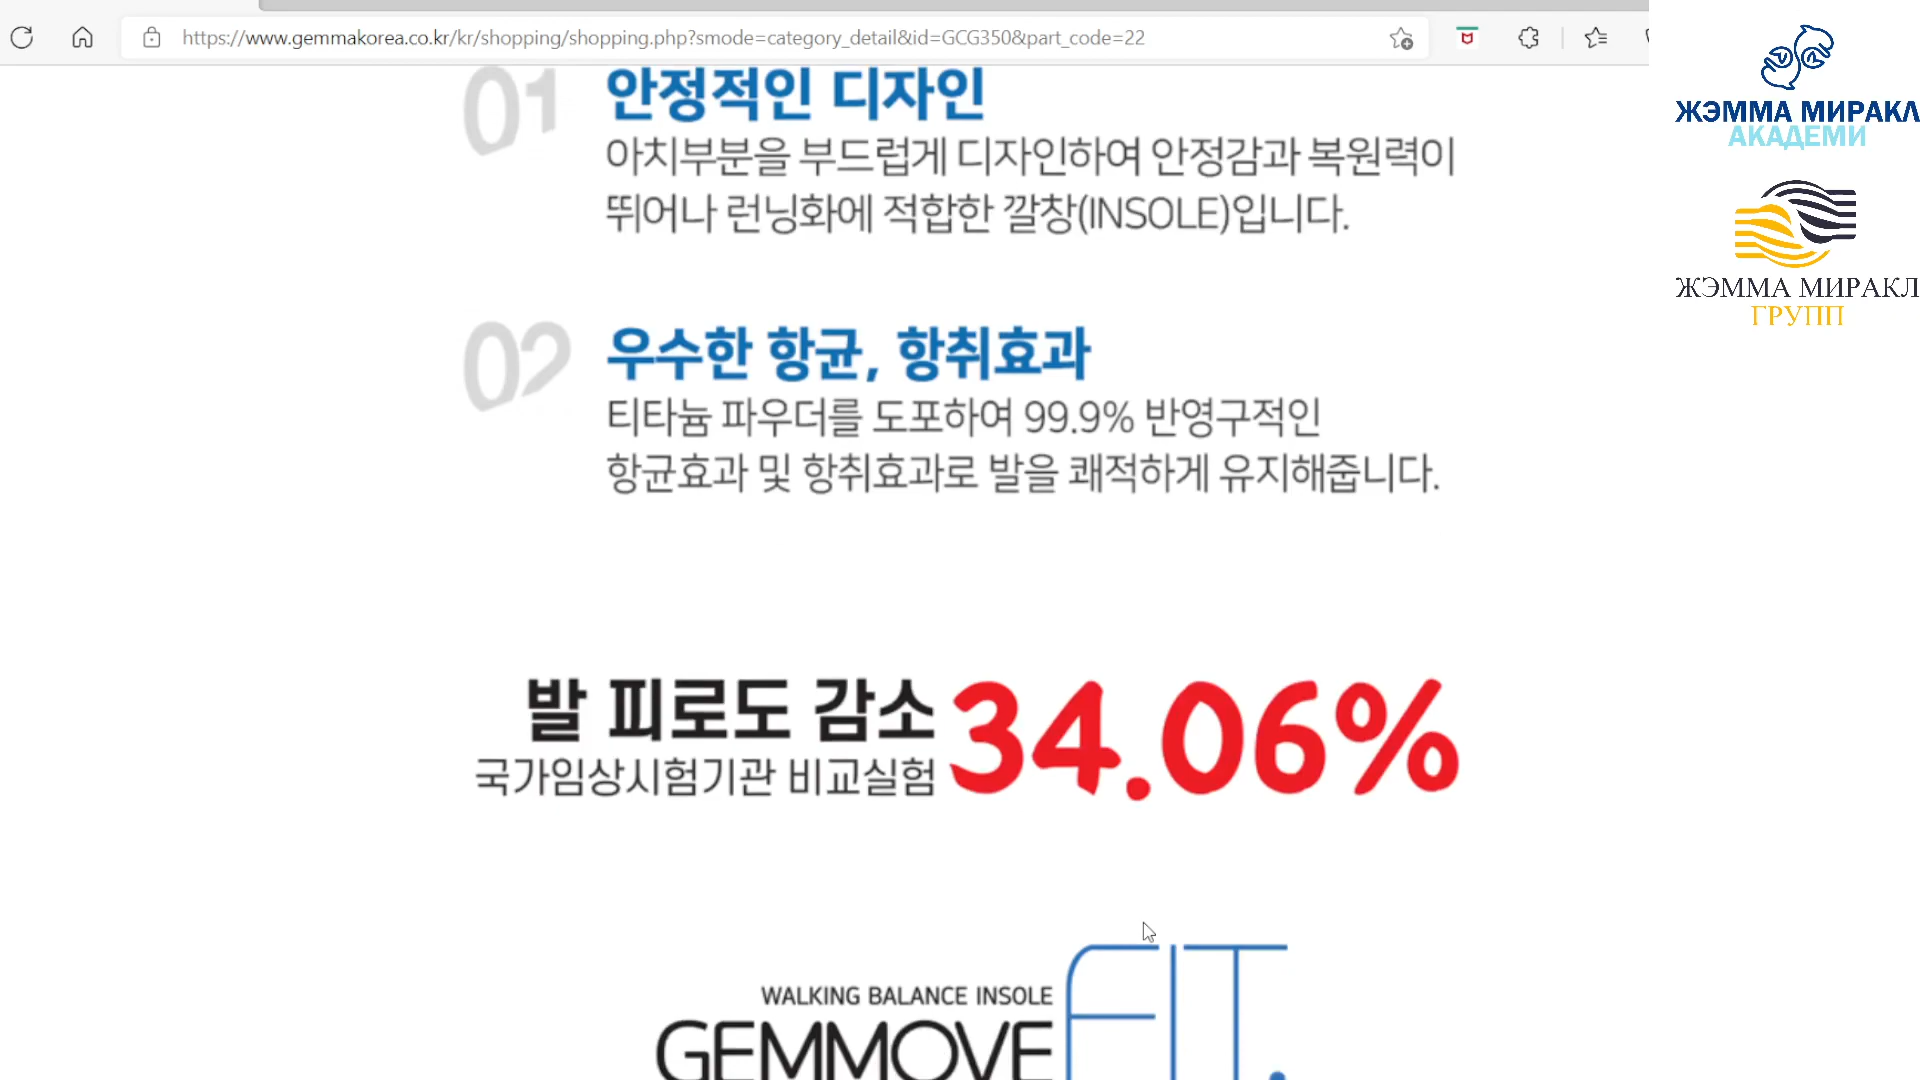 https://www.gemmakorea.co.kr/kr/shopping/shopping.php?smode=category_detail&id=GCG350&part_code=22
ЖЭММА МИРАКЛ
АКАДЕМИ
ЖЭММА МИРАКЛ
ГРУПП
01 안정적인 디자인
아치부분을 부드럽게 디자인하여 안정감과 복원력이
뛰어나 런닝화에 적합한 깔창(INSOLE)입니다.
02 우수한 항균, 항취효과
티타늄 파우더를 도포하여 99.9% 반영구적인
항균효과 및 항취효과로 발을 쾌적하게 유지해줍니다.
발 피로도 감소 34.06%
국가임상시험기관 비교실험
WALKING BALANCE INSOLE
GEMMOVE FIT.